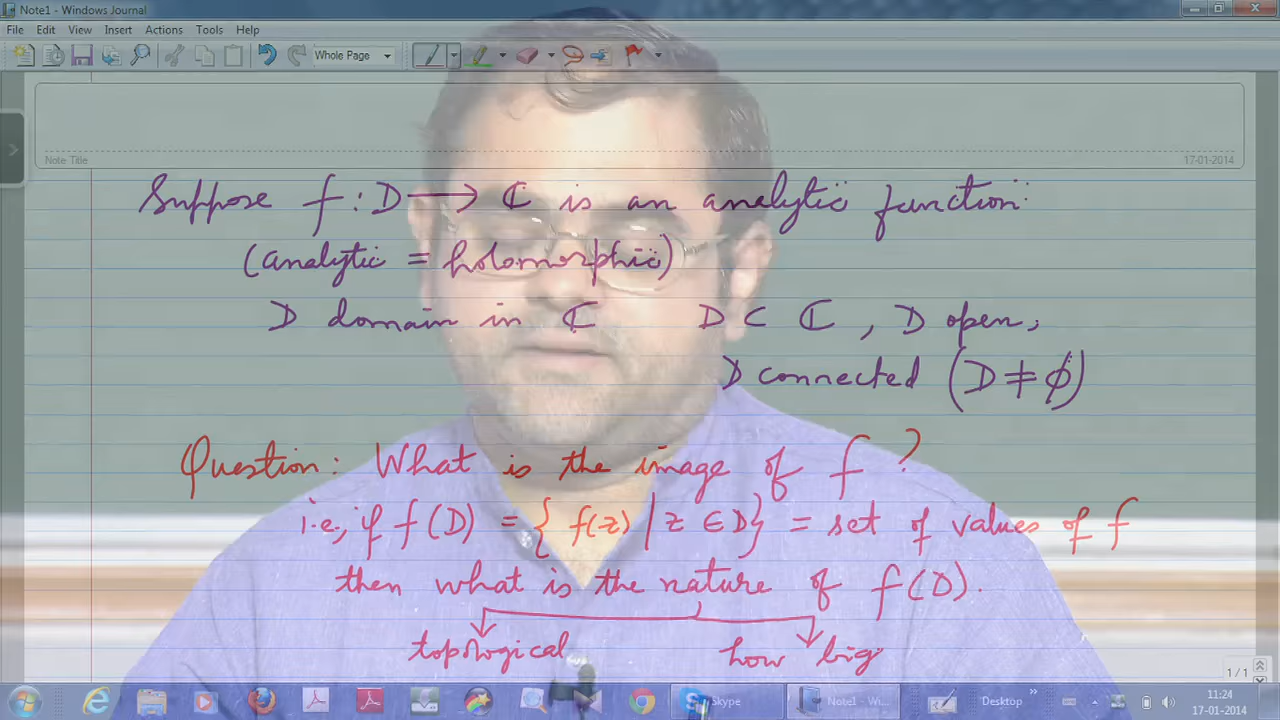 Note1 - Windows Journal
File Edit View Insert Actions Tools Help
Whole Page
Note Title
17-01-2014
Suppose f : D → ℂ is an analytic function.
(analytic = holomorphic)
D domain in ℂ D ⊂ ℂ , D open,
D connected (D ≠ ϕ)
Question: What is the image of f ?
i.e., if f(D) = { f(z) | z ∈ D} = set of values of f
then what is the nature of f(D).
topological how big
1/1
Skype Note1 - Wi... Desktop
11:24
17-01-2014